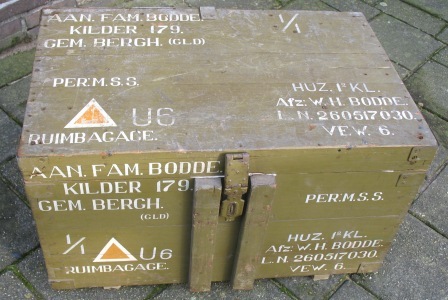 AAN. FAM. BODDE.
KILDER 179.
GEM. BERGH. (GLD)
1/1
PER: M.S.S.
U6
RUIMBAGAGE.
HUZ. 1e KL.
Afz: W. H. BODDE.
L. N. 260517030.
VEW. 6.
AAN. FAM. BODDE.
KILDER 179.
GEM. BERGH.
(GLD)
1/1
U6
RUIMBAGAGE.
PER: M.S.S.
HUZ. 1e KL.
Afz: W. H. BODDE.
L. N. 260517030.
VEW. 6.